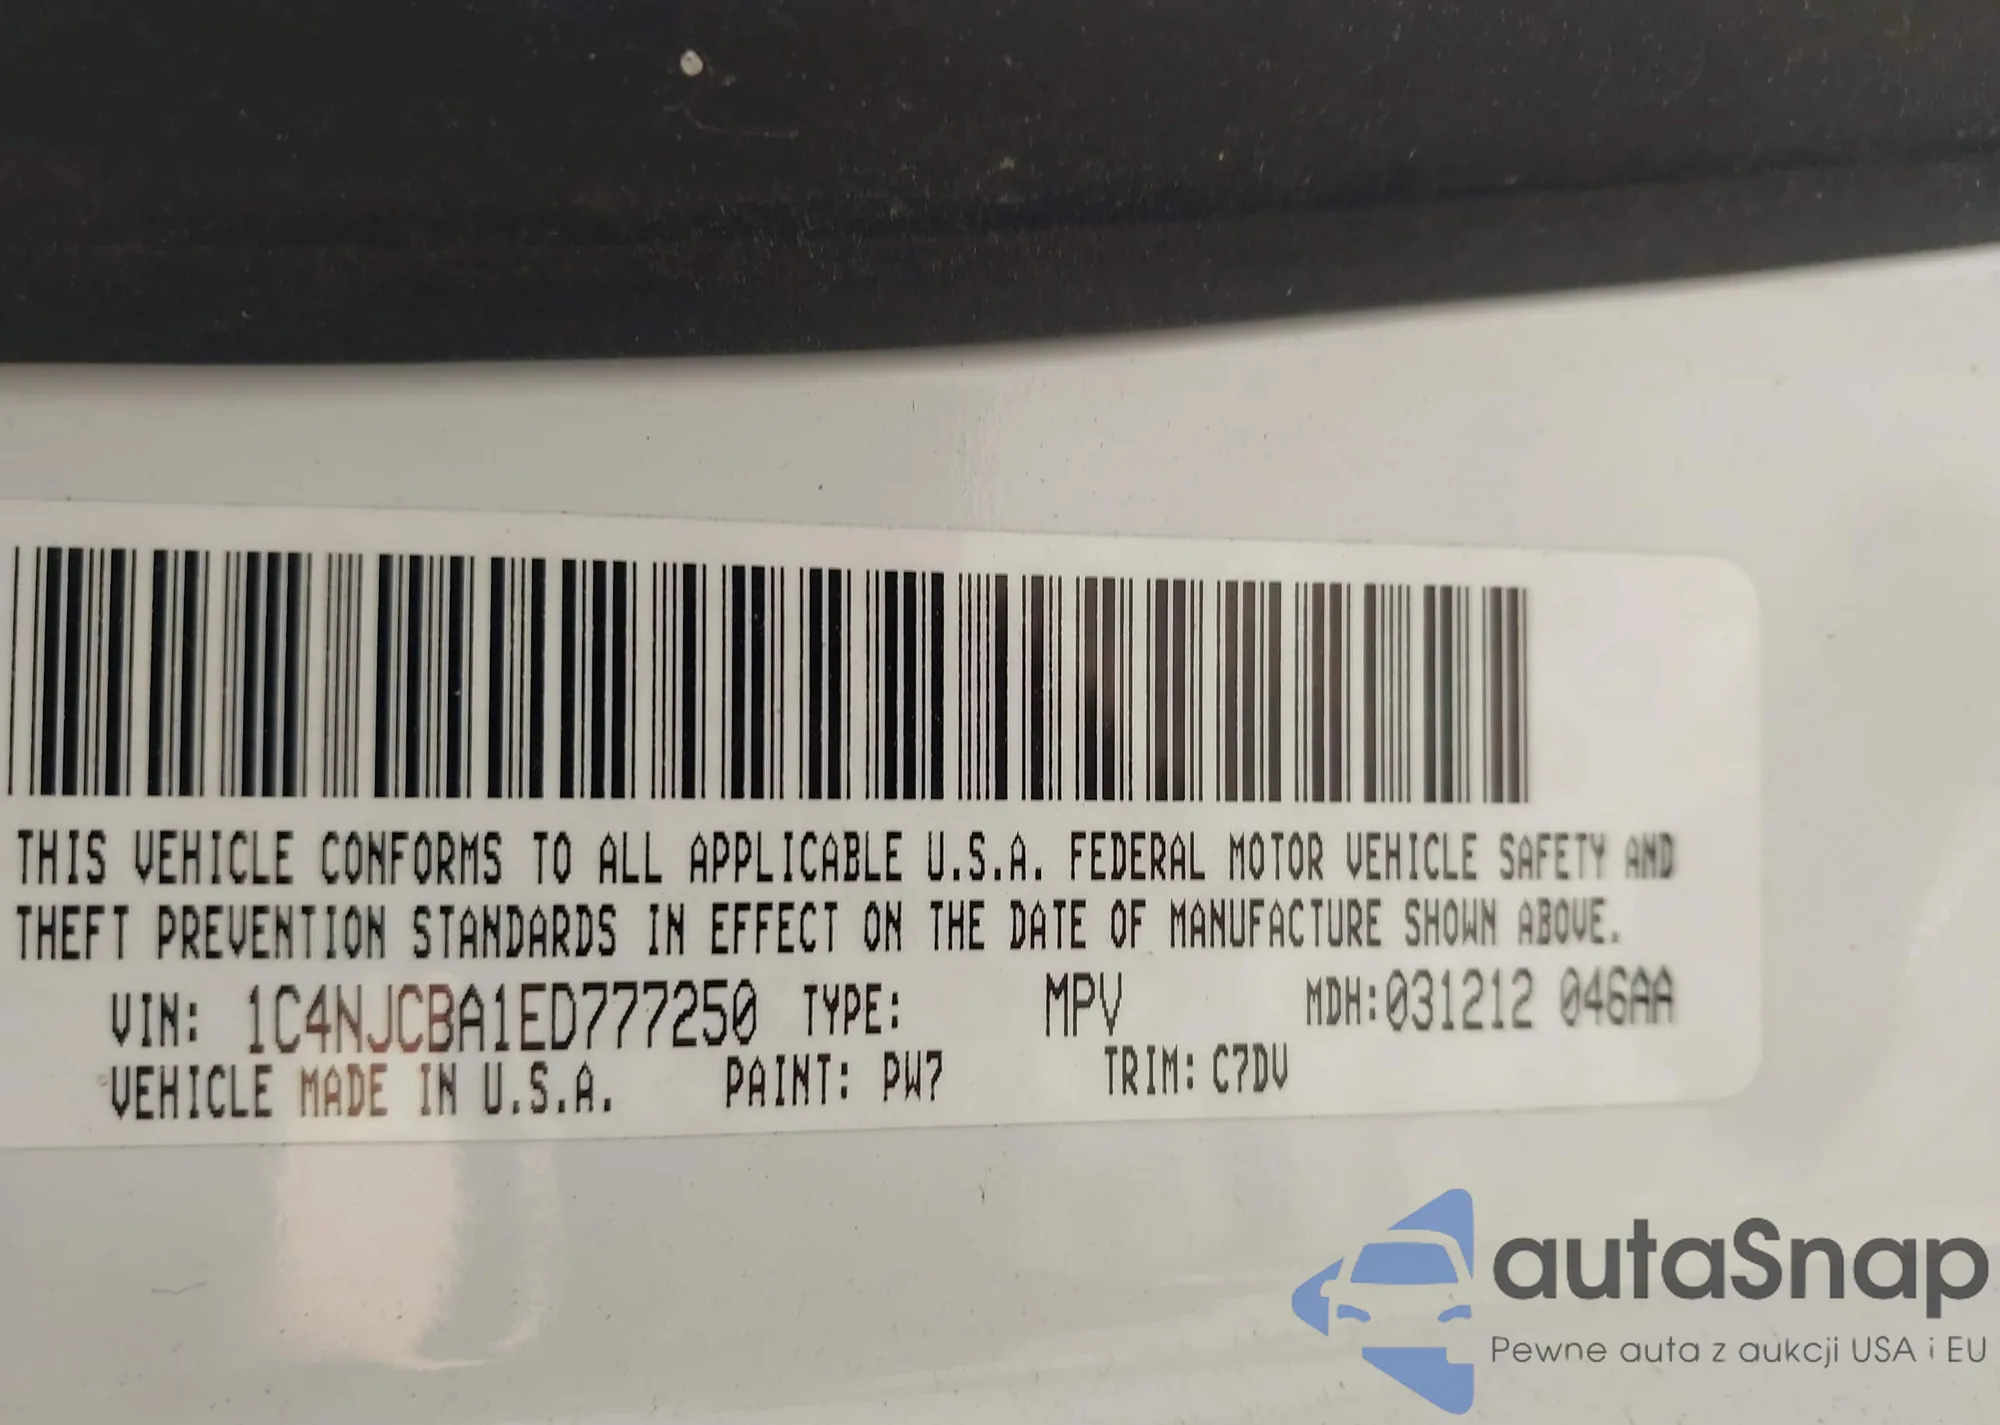 THIS VEHICLE CONFORMS TO ALL APPLICABLE U.S.A. FEDERAL MOTOR VEHICLE SAFETY AND
THEFT PREVENTION STANDARDS IN EFFECT ON THE DATE OF MANUFACTURE SHOWN ABOVE.
VIN: 1C4NJCBA1ED777250 TYPE: MPV MDH:031212 046AA
VEHICLE MADE IN U.S.A. PAINT: PW7 TRIM: C7DV
autaSnap
Pewne auta z aukcji USA i EU